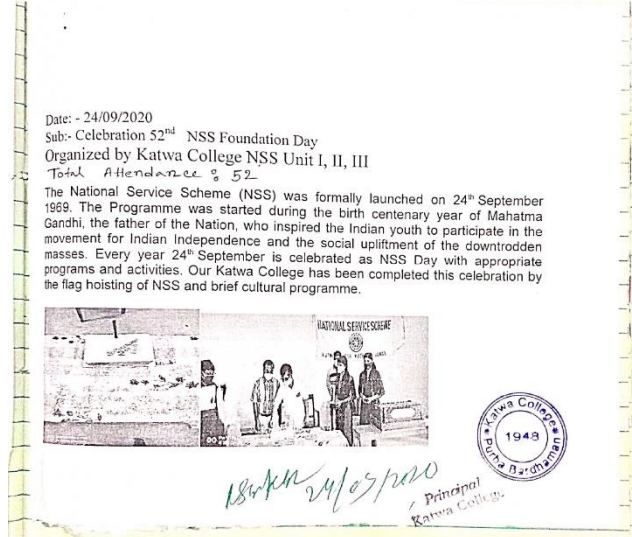 Date: - 24/09/2020
Sub:- Celebration 52nd NSS Foundation Day
Organized by Katwa College NSS Unit I, II, III
Total Attendance : 52
The National Service Scheme (NSS) was formally launched on 24th September
1969. The Programme was started during the birth centenary year of Mahatma
Gandhi, the father of the Nation, who inspired the Indian youth to participate in the
movement for Indian Independence and the social upliftment of the downtrodden
masses. Every year 24th September is celebrated as NSS Day with appropriate
programs and activities. Our Katwa College has been completed this celebration by
the flag hoisting of NSS and brief cultural programme.
NATIONAL SERVICE SCHEME
Katwa College
1948
Purba Bardhaman
24/09/2020
Principal
Katwa College